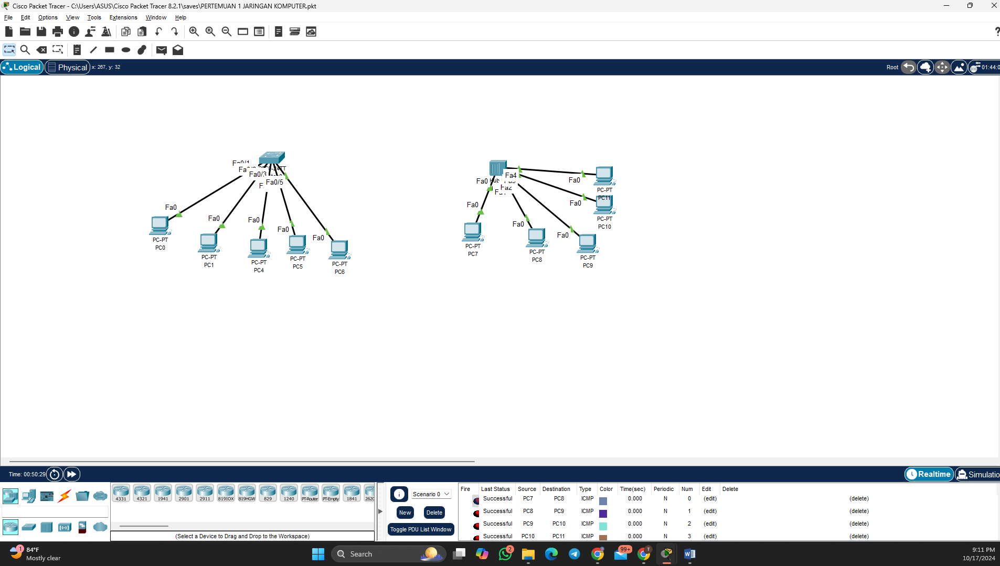 Cisco Packet Tracer - C:\Users\ASUS\Cisco Packet Tracer 8.2.1\saves\PERTEMUAN 1 JARINGAN KOMPUTER.pkt
File Edit Options View Tools Extensions Window Help
Logical Physical x: 267, y: 32 Root 01:44:0
Fa0/1
Fa0/3
Fa0/5
Fa0
PC-PT
PC0
Fa0
PC-PT
PC1
Fa0
PC-PT
PC4
Fa0
PC-PT
PC5
Fa0
PC-PT
PC6
Fa4
Fa0
Fa2
Fa0
PC-PT
PC11
Fa0
PC-PT
PC10
Fa0
PC-PT
PC7
Fa0
PC-PT
PC8
Fa0
PC-PT
PC9
Time: 00:50:29 Realtime Simulatio
4331 4321 1941 2901 2911 819IOX 819HGW 829 1240 PT-Router PT-Empty 1841 2620
(Select a Device to Drag and Drop to the Workspace)
Scenario 0
New Delete
Toggle PDU List Window
Fire Last Status Source Destination Type Color Time(sec) Periodic Num Edit Delete
Successful PC7 PC8 ICMP 0.000 N 0 (edit) (delete)
Successful PC8 PC9 ICMP 0.000 N 1 (edit) (delete)
Successful PC9 PC10 ICMP 0.000 N 2 (edit) (delete)
Successful PC10 PC11 ICMP 0.000 N 3 (edit) (delete)
1 84°F
Mostly clear
Search
2
99+
T
9:11 PM
10/17/2024